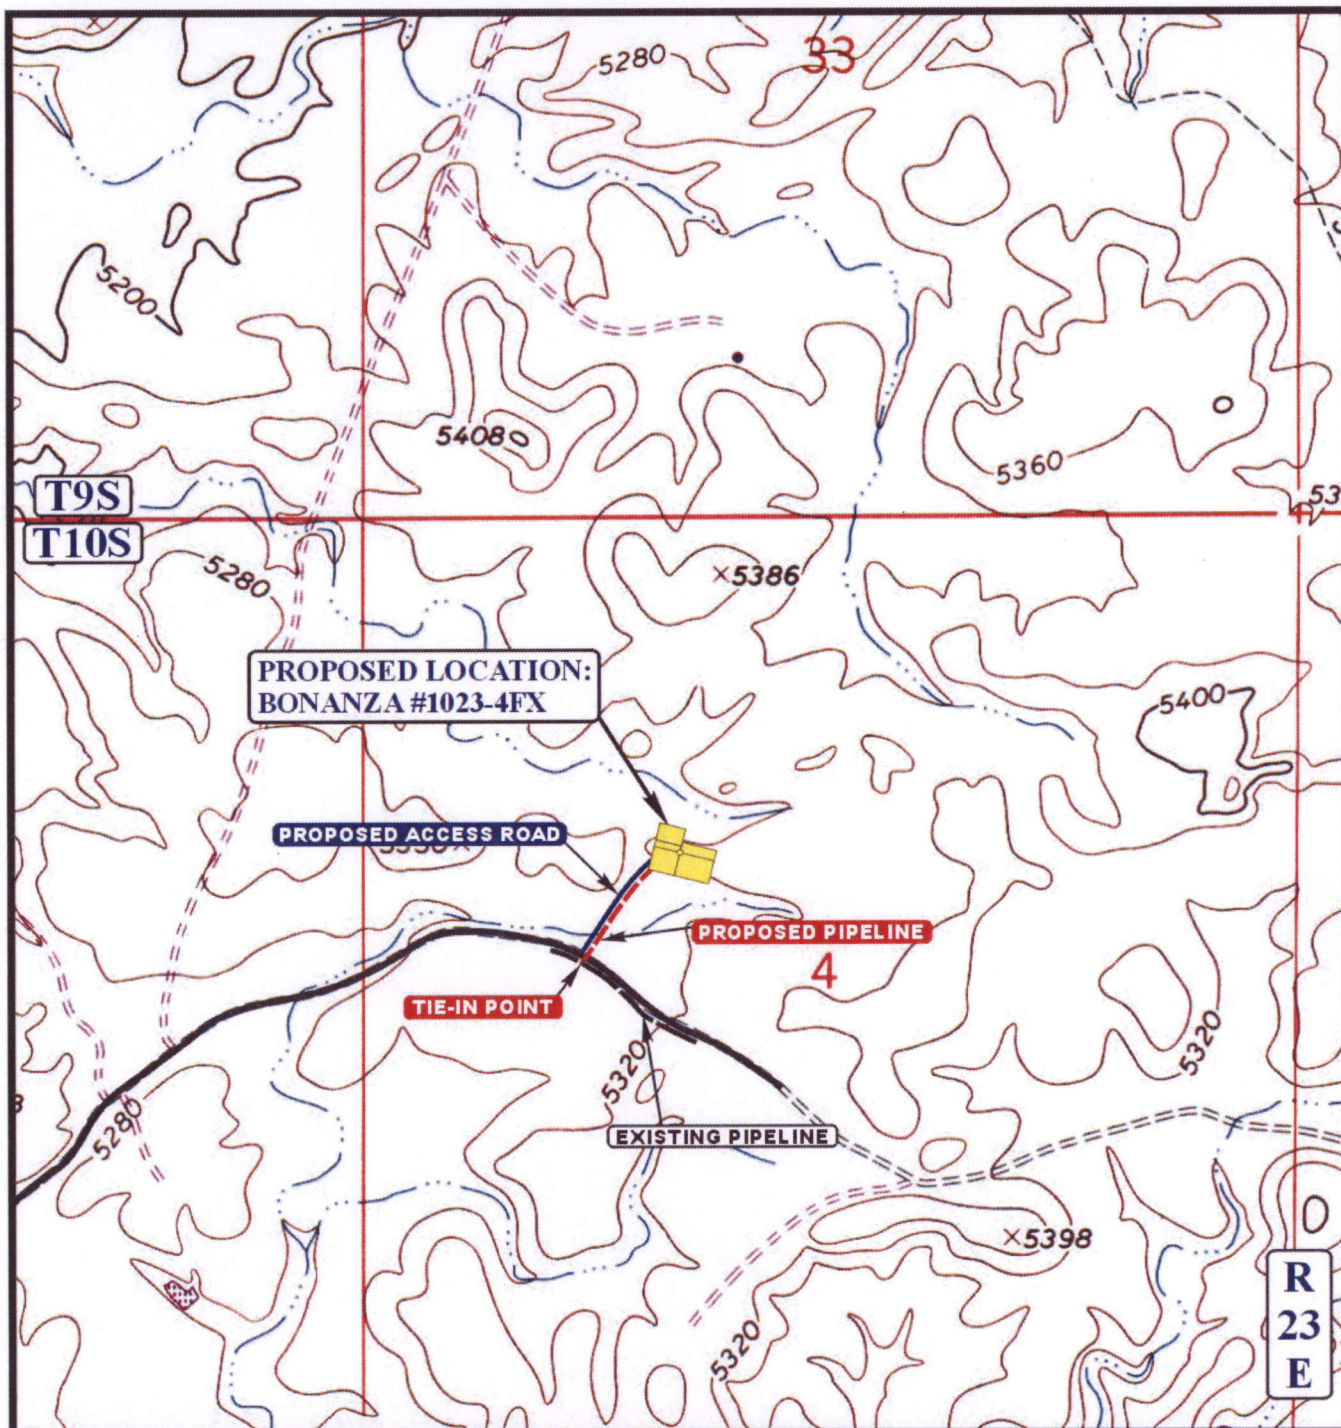 33
5280
5200
5408
5360
T9S
T10S
5280
5386
PROPOSED LOCATION:
BONANZA #1023-4FX
5400
PROPOSED ACCESS ROAD
PROPOSED PIPELINE
4
TIE-IN POINT
5320
5320
5280
EXISTING PIPELINE
5398
R
23
E
5320